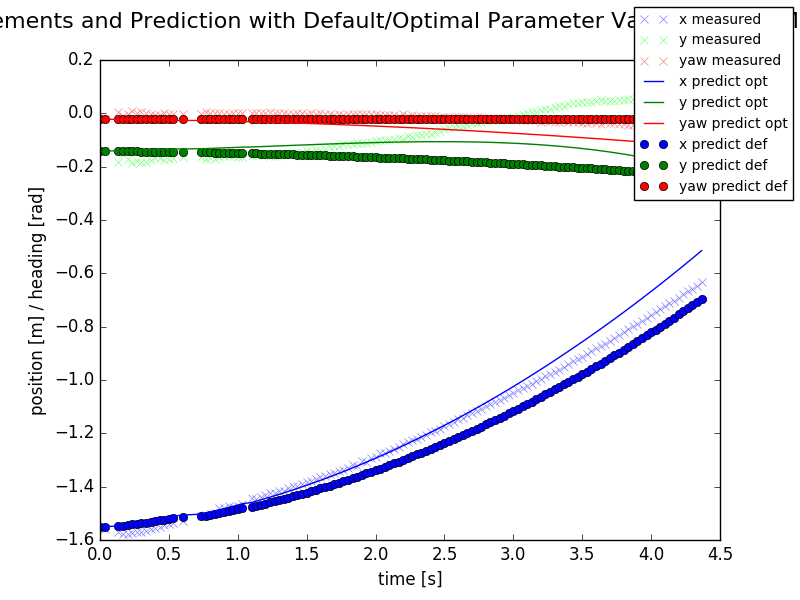 ements and Prediction with Default/Optimal Parameter Va
x measured
y measured
yaw measured
x predict opt
y predict opt
yaw predict opt
x predict def
y predict def
yaw predict def
0.2
0.0
−0.2
−0.4
−0.6
−0.8
−1.0
−1.2
−1.4
−1.6
position [m] / heading [rad]
0.0 0.5 1.0 1.5 2.0 2.5 3.0 3.5 4.0 4.5
time [s]